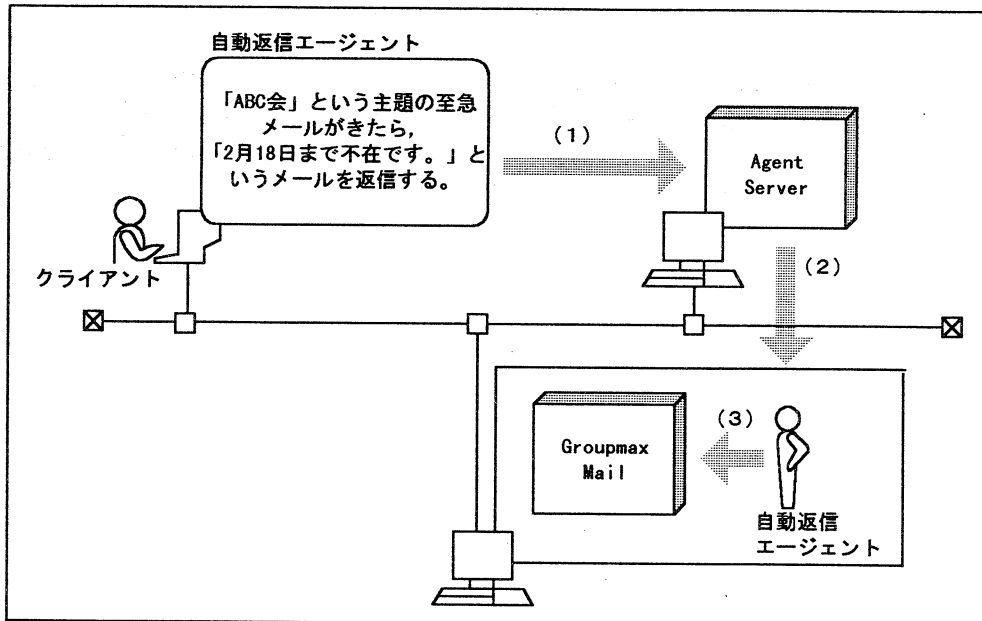 自動返信エージェント
「ABC会」という主題の至急
メールがきたら，
「2月18日まで不在です。」と
いうメールを返信する。
(1)
Agent
Server
クライアント
(2)
Groupmax
Mail
(3)
自動返信
エージェント